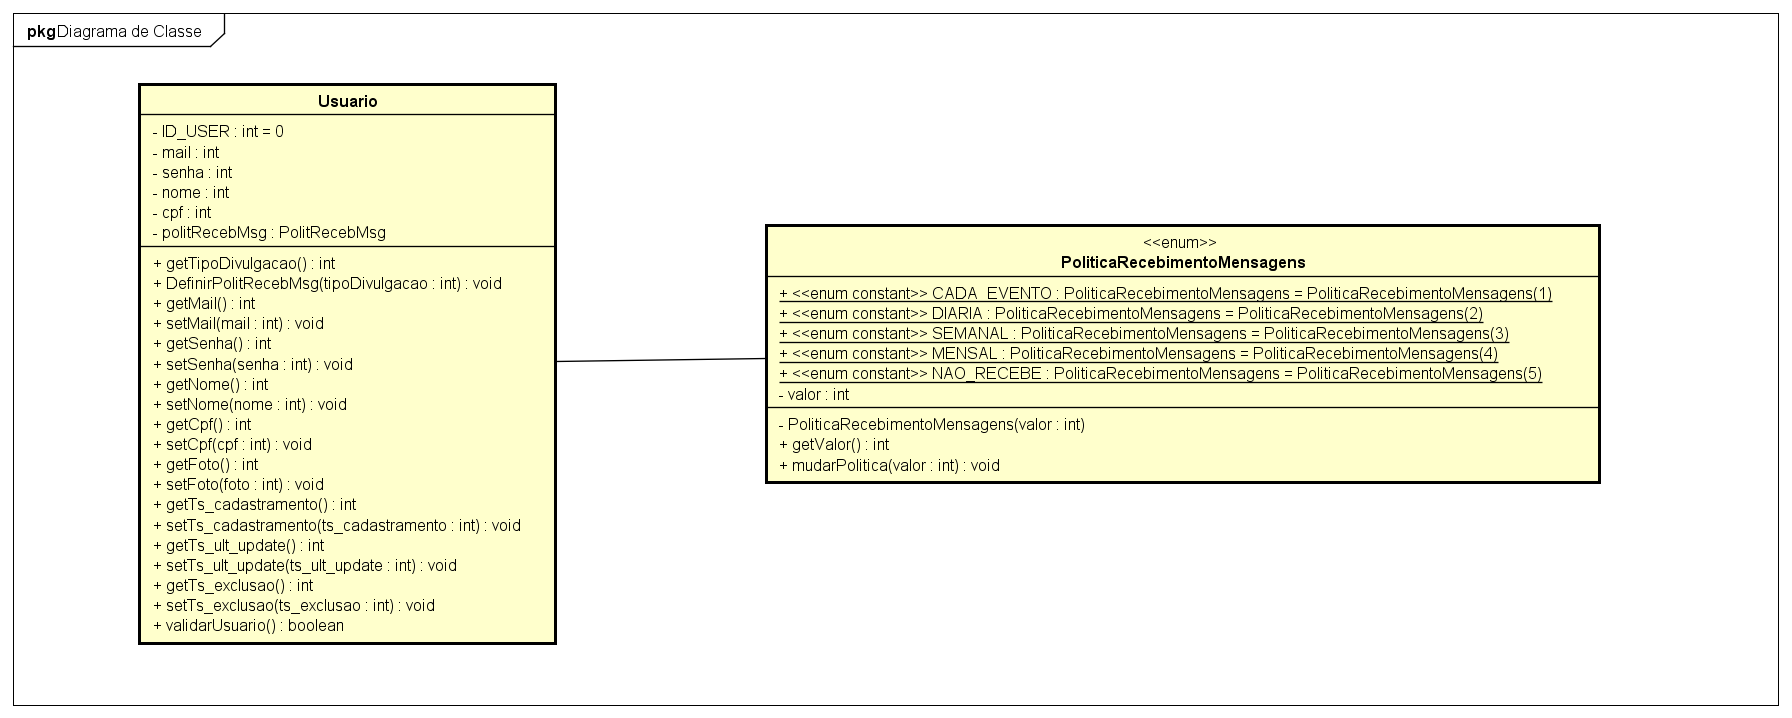 pkg Diagrama de Classe
Usuario
- ID_USER : int = 0
- mail : int
- senha : int
- nome : int
- cpf : int
- politRecebMsg : PolitRecebMsg
+ getTipoDivulgacao() : int
+ DefinirPolitRecebMsg(tipoDivulgacao : int) : void
+ getMail() : int
+ setMail(mail : int) : void
+ getSenha() : int
+ setSenha(senha : int) : void
+ getNome() : int
+ setNome(nome : int) : void
+ getCpf() : int
+ setCpf(cpf : int) : void
+ getFoto() : int
+ setFoto(foto : int) : void
+ getTs_cadastramento() : int
+ setTs_cadastramento(ts_cadastramento : int) : void
+ getTs_ult_update() : int
+ setTs_ult_update(ts_ult_update : int) : void
+ getTs_exclusao() : int
+ setTs_exclusao(ts_exclusao : int) : void
+ validarUsuario() : boolean
<<enum>>
PoliticaRecebimentoMensagens
+ <<enum constant>> CADA_EVENTO : PoliticaRecebimentoMensagens = PoliticaRecebimentoMensagens(1)
+ <<enum constant>> DIARIA : PoliticaRecebimentoMensagens = PoliticaRecebimentoMensagens(2)
+ <<enum constant>> SEMANAL : PoliticaRecebimentoMensagens = PoliticaRecebimentoMensagens(3)
+ <<enum constant>> MENSAL : PoliticaRecebimentoMensagens = PoliticaRecebimentoMensagens(4)
+ <<enum constant>> NAO_RECEBE : PoliticaRecebimentoMensagens = PoliticaRecebimentoMensagens(5)
- valor : int
- PoliticaRecebimentoMensagens(valor : int)
+ getValor() : int
+ mudarPolitica(valor : int) : void